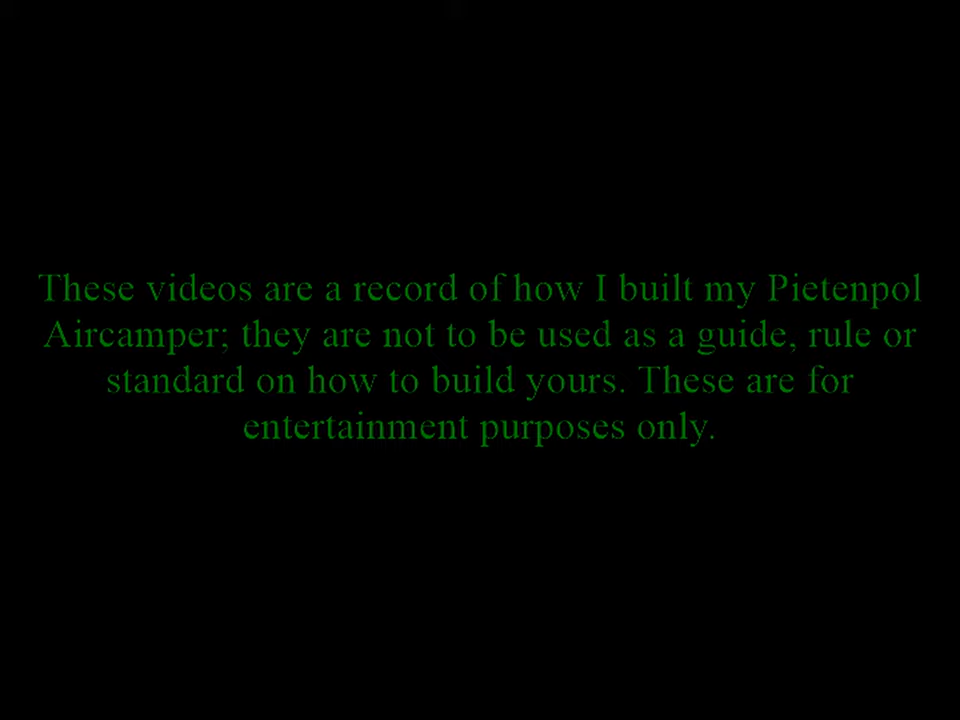 These videos are a record of how I built my Pietenpol
Aircamper; they are not to be used as a guide, rule or
standard on how to build yours. These are for
entertainment purposes only.